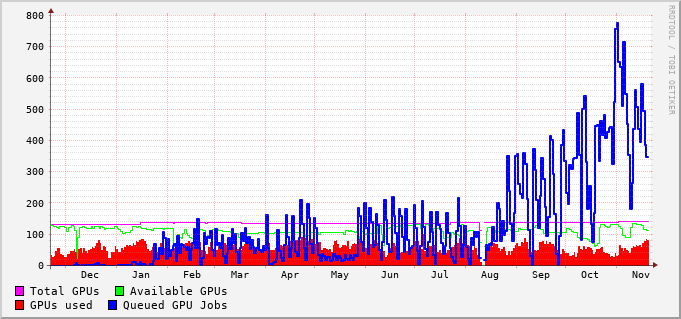 800
700
600
500
400
300
200
100
0
Dec Jan Feb Mar Apr May Jun Jul Aug Sep Oct Nov
Total GPUs Available GPUs
GPUs used Queued GPU Jobs
RRDTOOL / TOBI OETIKER